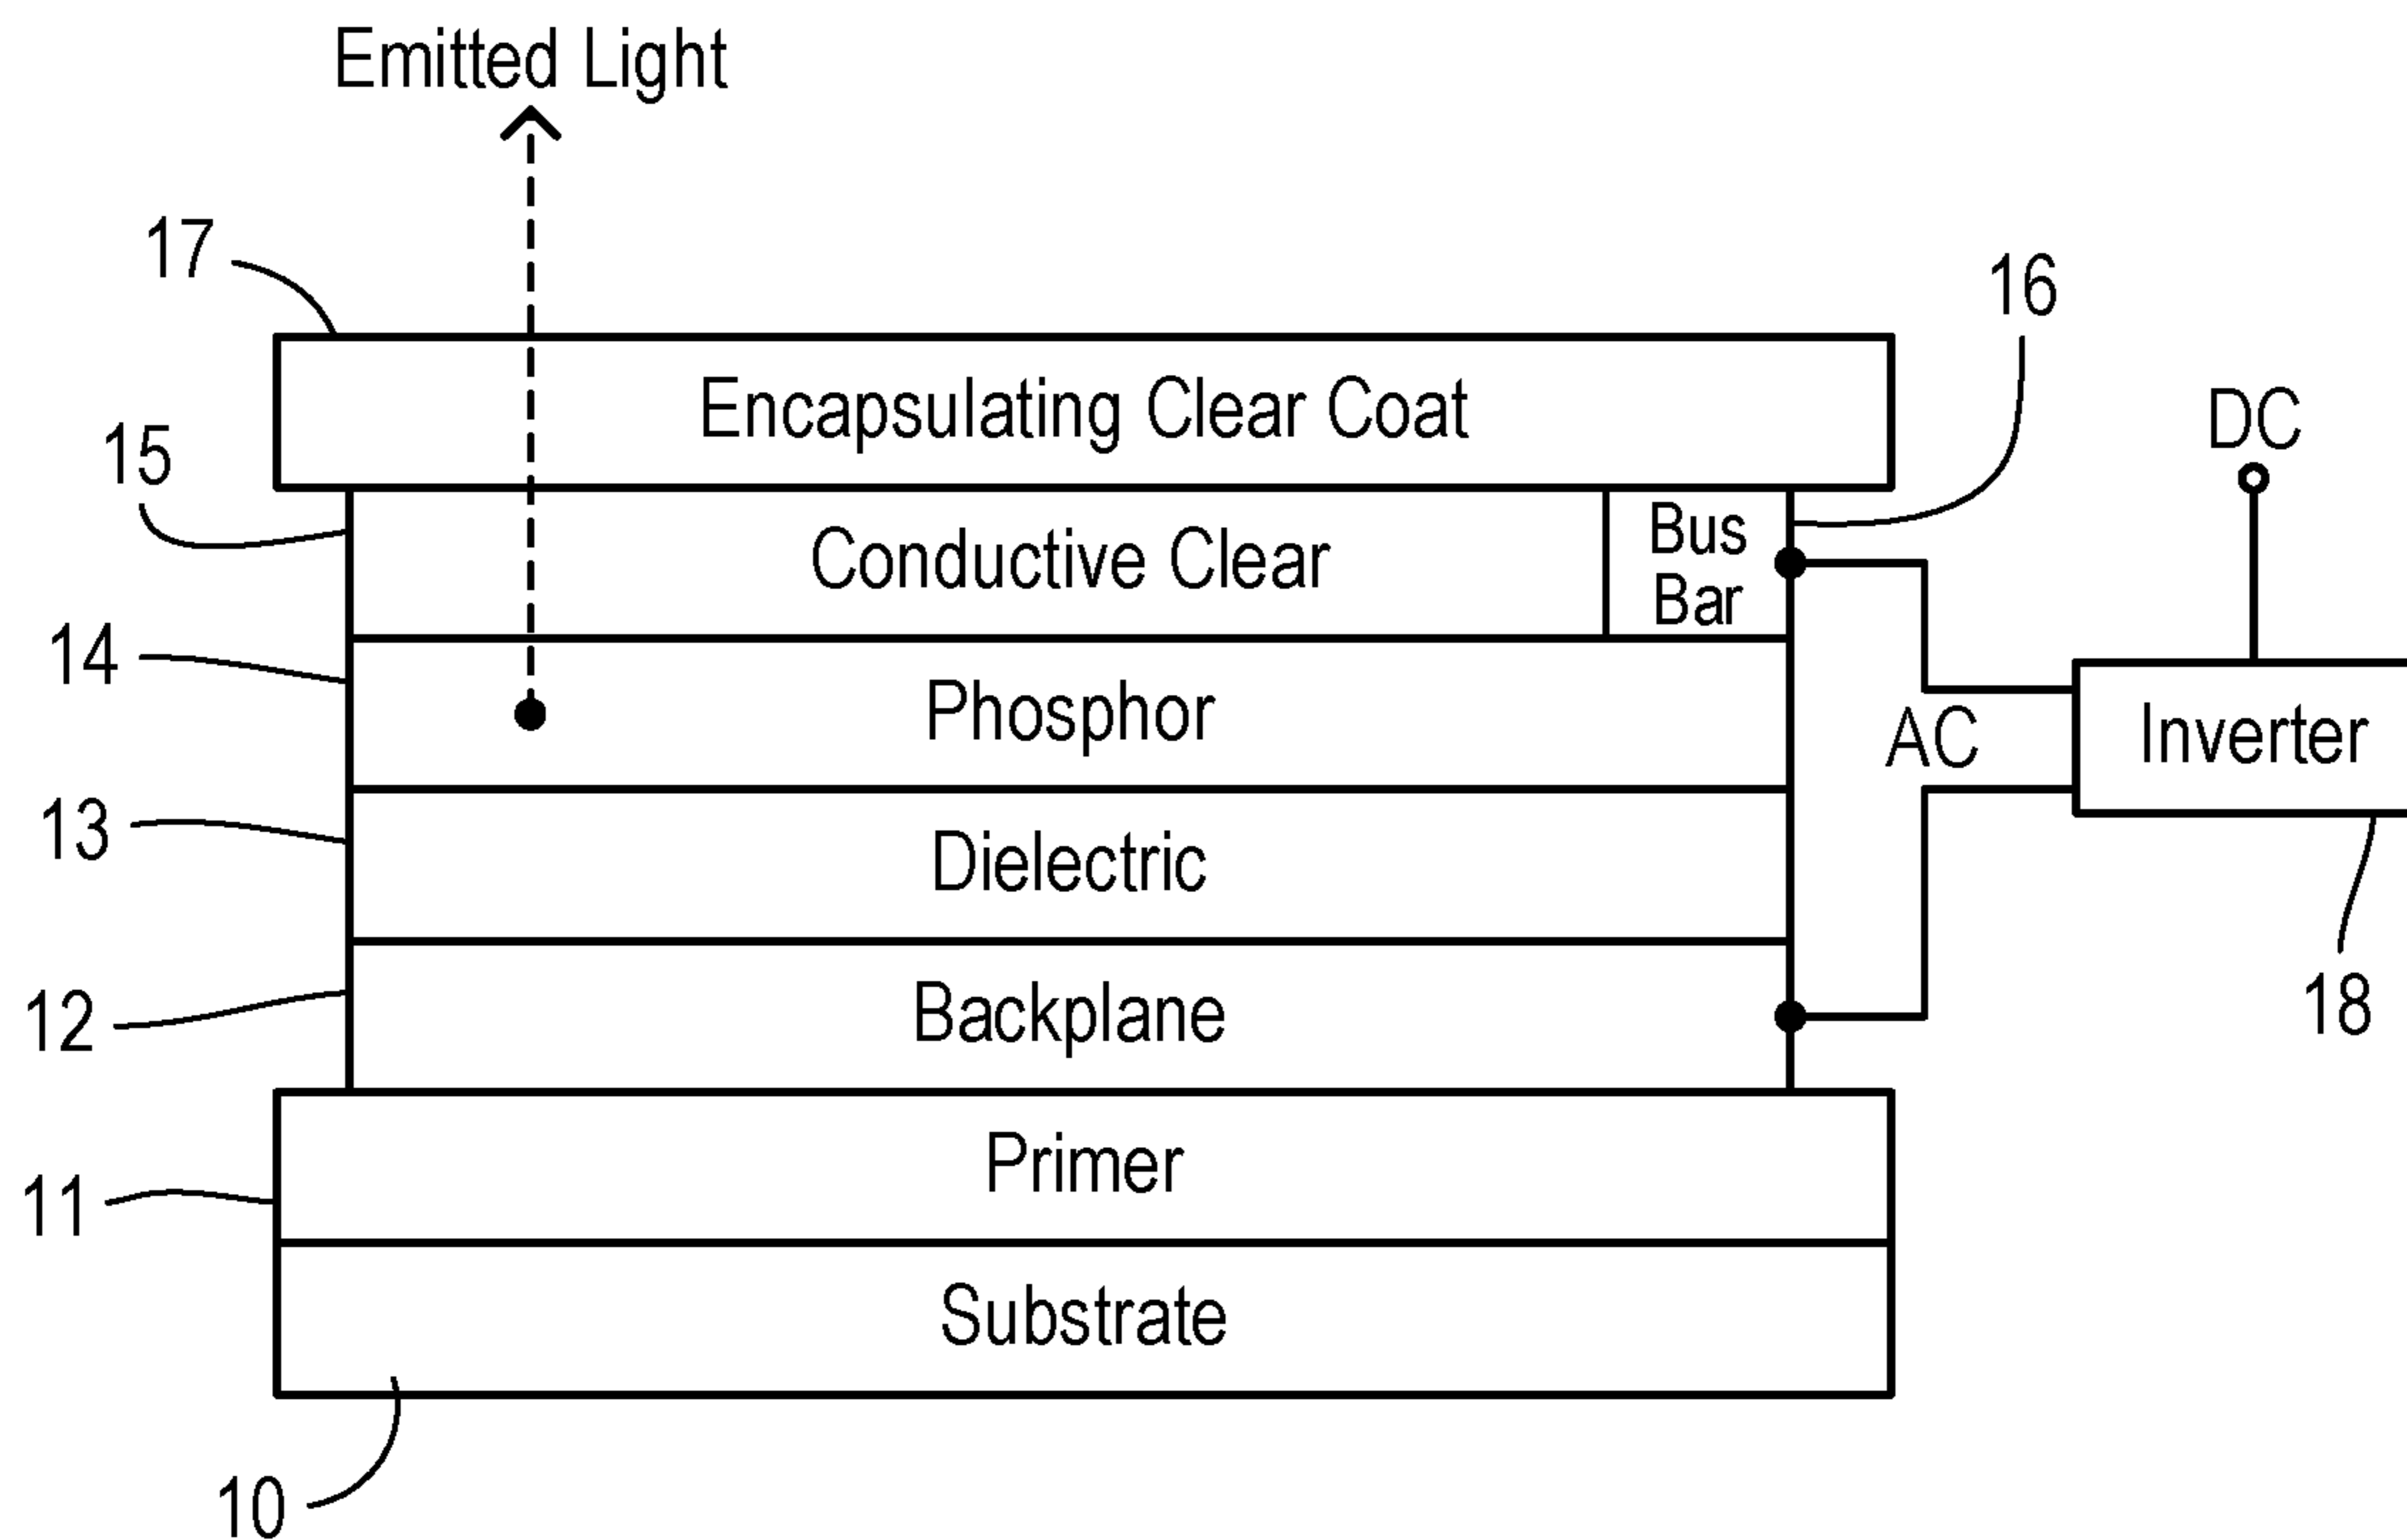 Emitted Light
17
16
Encapsulating Clear Coat
DC
15
Conductive Clear
Bus
Bar
14
Phosphor
AC
Inverter
13
Dielectric
12
Backplane
18
11
Primer
Substrate
10